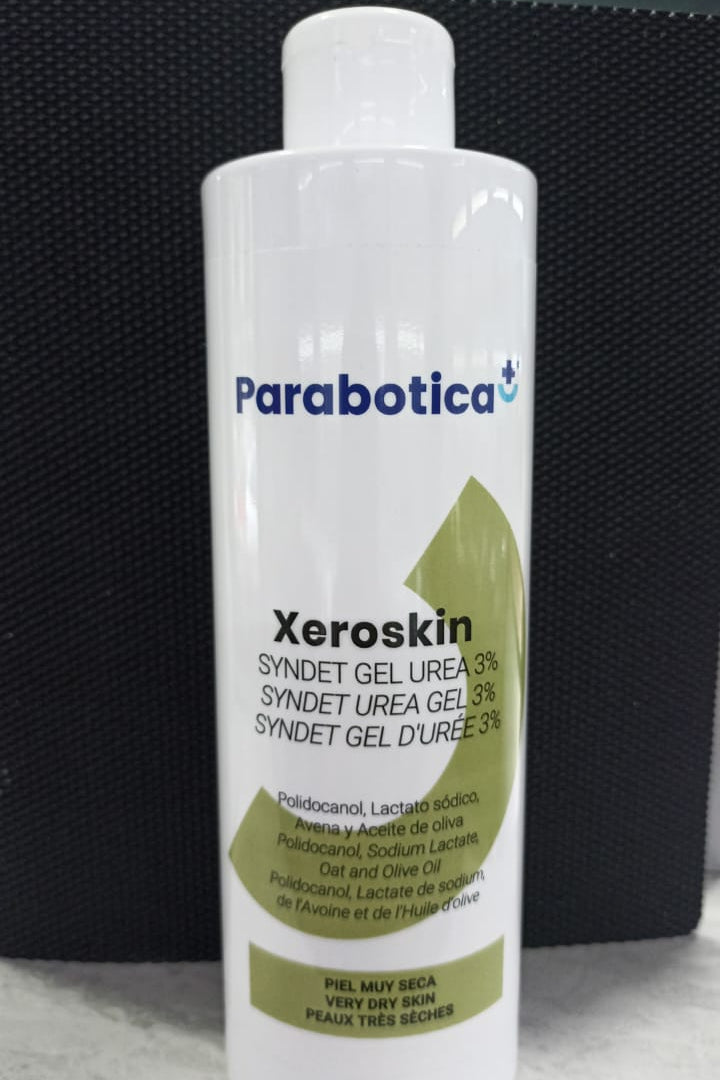 Parabotica
Xeroskin
SYNDET GEL UREA 3%
SYNDET UREA GEL 3%
SYNDET GEL D'URÉE 3%
Polidocanol, Lactato sódico,
Avena y Aceite de oliva
Polidocanol, Sodium Lactate,
Oat and Olive Oil
Polidocanol, Lactate de sodium,
de l'Avoine et de l'Huile d'olive
PIEL MUY SECA
VERY DRY SKIN
PEAUX TRÈS SÈCHES